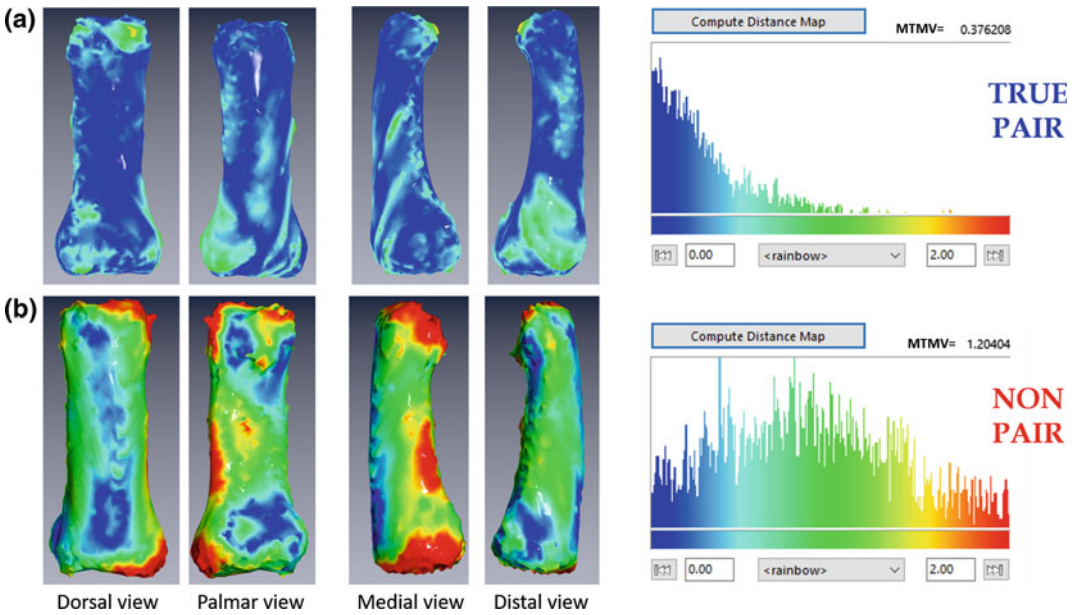 (a)
Compute Distance Map
MTMV= 0.376208
TRUE
PAIR
0.00 <rainbow> 2.00
(b)
Compute Distance Map
MTMV= 1.20404
NON
PAIR
0.00 <rainbow> 2.00
Dorsal view Palmar view Medial view Distal view